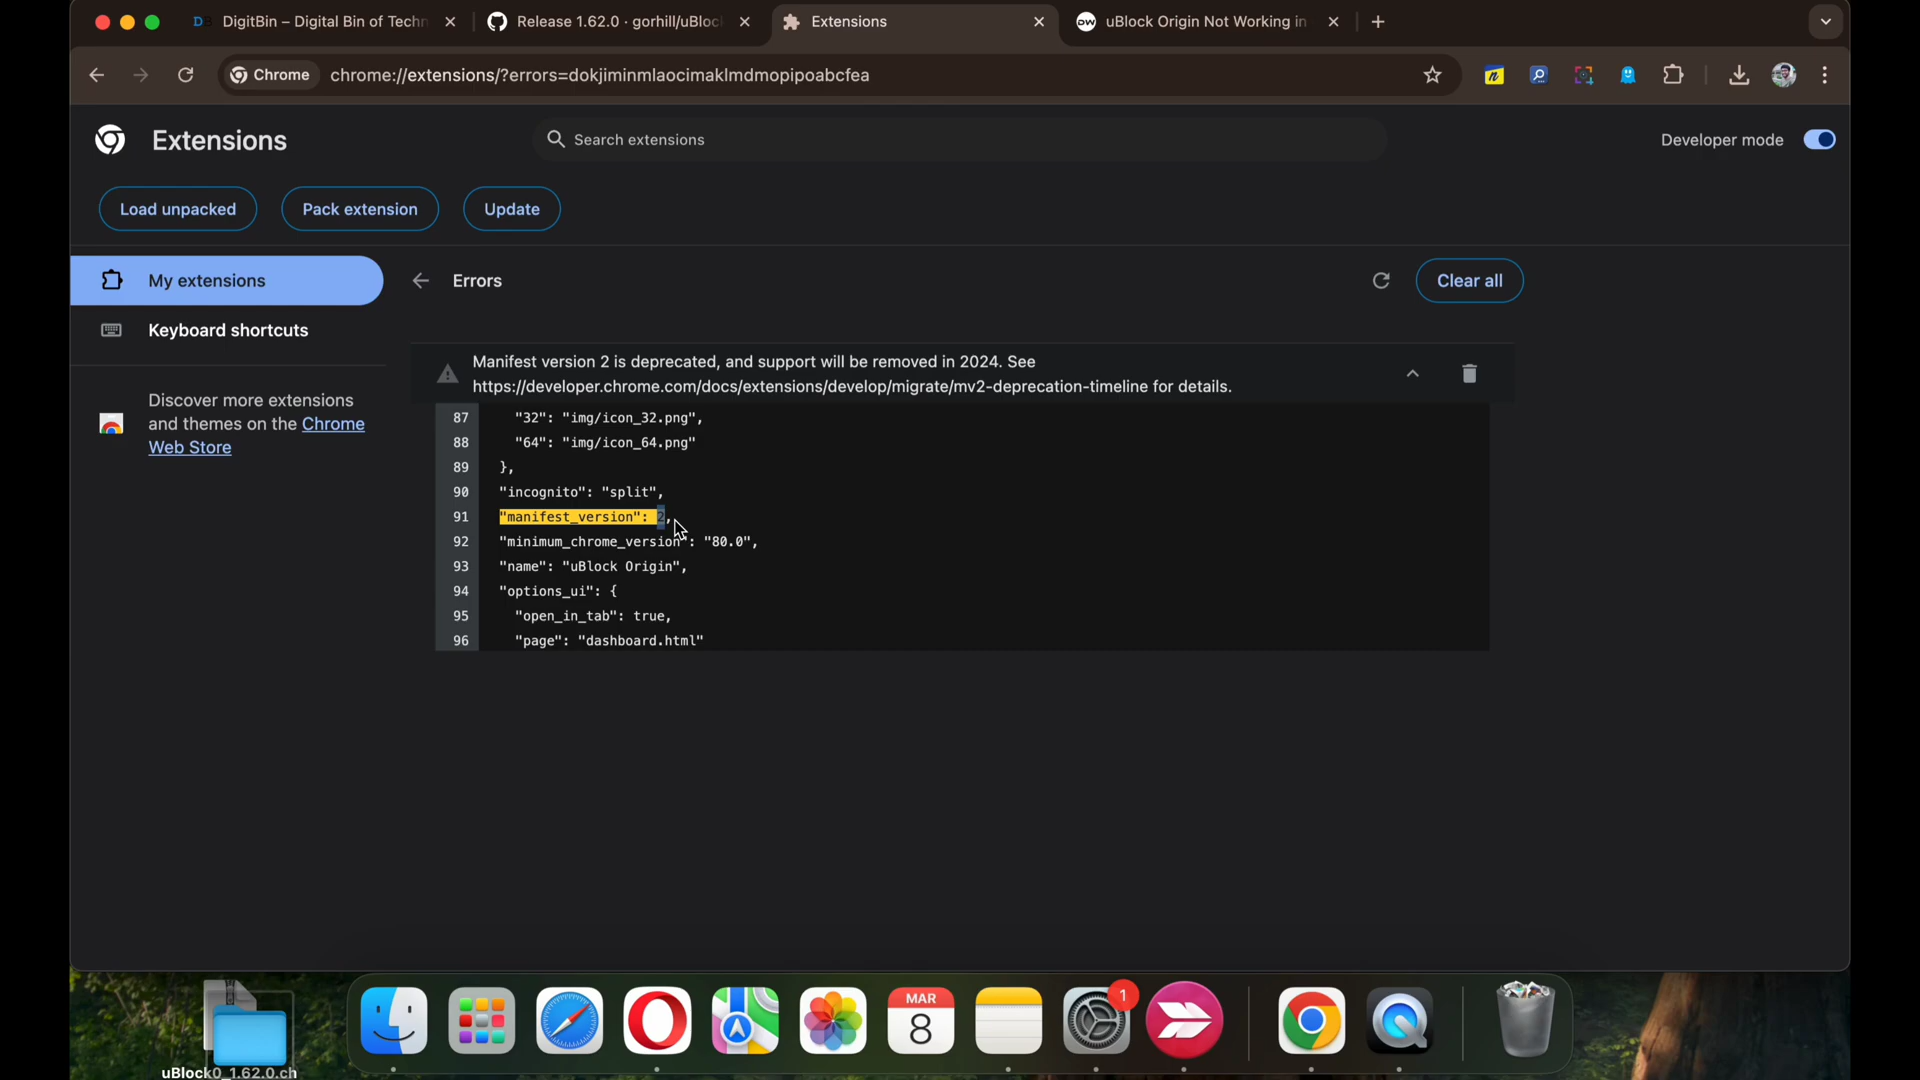 DigitBin – Digital Bin of Techn
Release 1.62.0 · gorhill/uBloc
Extensions
uBlock Origin Not Working in
Chrome
chrome://extensions/?errors=dokjiminmlaocimaklmdmopipoabcfea
Extensions
Search extensions
Developer mode
Load unpacked
Pack extension
Update
My extensions
Keyboard shortcuts
Discover more extensions
and themes on the Chrome
Web Store
Errors
Clear all
Manifest version 2 is deprecated, and support will be removed in 2024. See
https://developer.chrome.com/docs/extensions/develop/migrate/mv2-deprecation-timeline for details.
87 "32": "img/icon_32.png",
88 "64": "img/icon_64.png"
89 },
90 "incognito": "split",
91 "manifest_version": 2,
92 "minimum_chrome_version": "80.0",
93 "name": "uBlock Origin",
94 "options_ui": {
95 "open_in_tab": true,
96 "page": "dashboard.html"
MAR
8
1
uBlock0_1.62.0.ch